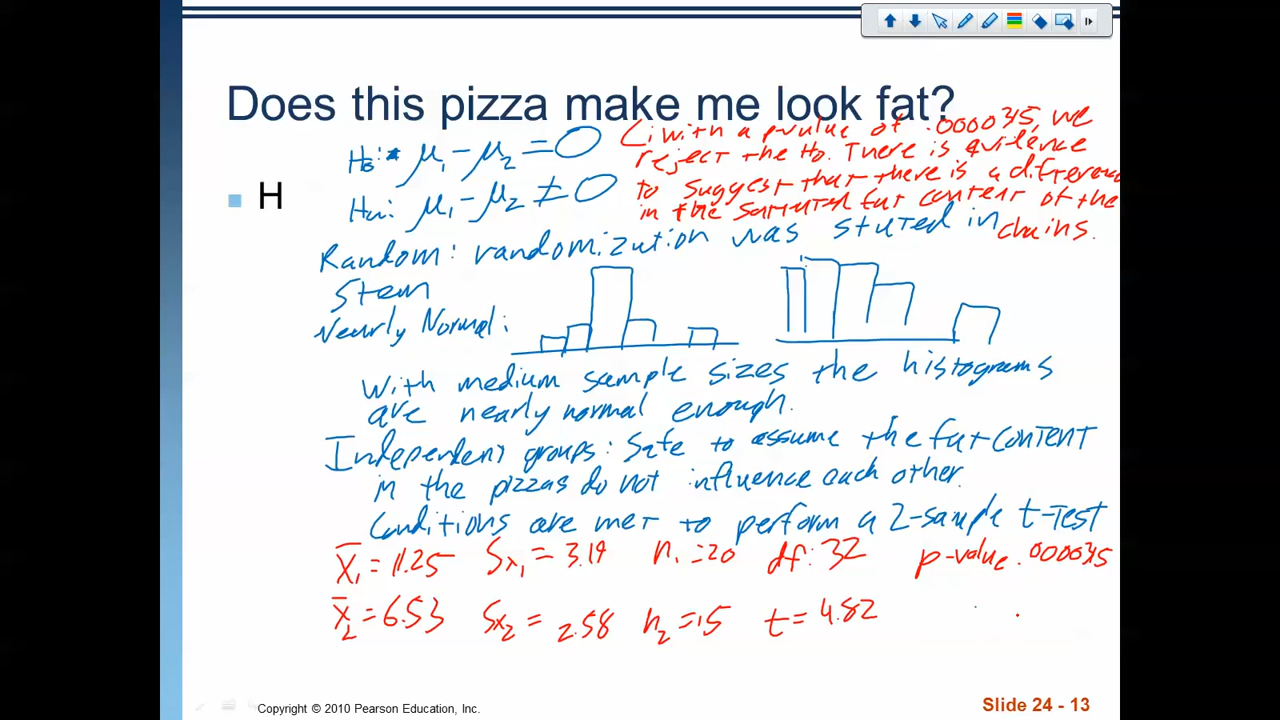 Does this pizza make me look fat?
H₀: μ₁ - μ₂ = 0
Ha: μ₁ - μ₂ ≠ 0
H
C: with a p-value of .000035, we
reject the H₀. There is evidence
to suggest that there is a difference
in the saturated fat content of the
chains.
Random: randomization was stated in
stem
Nearly Normal:
With medium sample sizes the histograms
are nearly normal enough.
Independent groups: Safe to assume the fat content
in the pizzas do not influence each other.
Conditions are met to perform a 2-sample t-Test
x̄₁ = 11.25 Sx₁ = 3.19 n₁ = 20 df: 32 p-value .000035
x̄₂ = 6.53 Sx₂ = 2.58 n₂ = 15 t = 4.82
Copyright © 2010 Pearson Education, Inc.
Slide 24 - 13